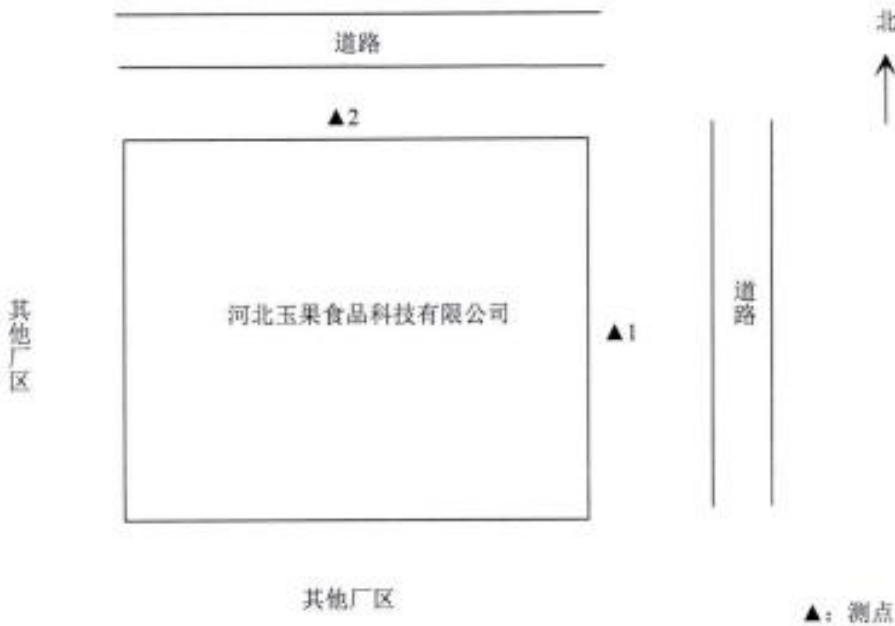 道路
北
▲2
其他厂区
河北玉果食品科技有限公司
▲1
道路
其他厂区
▲：测点